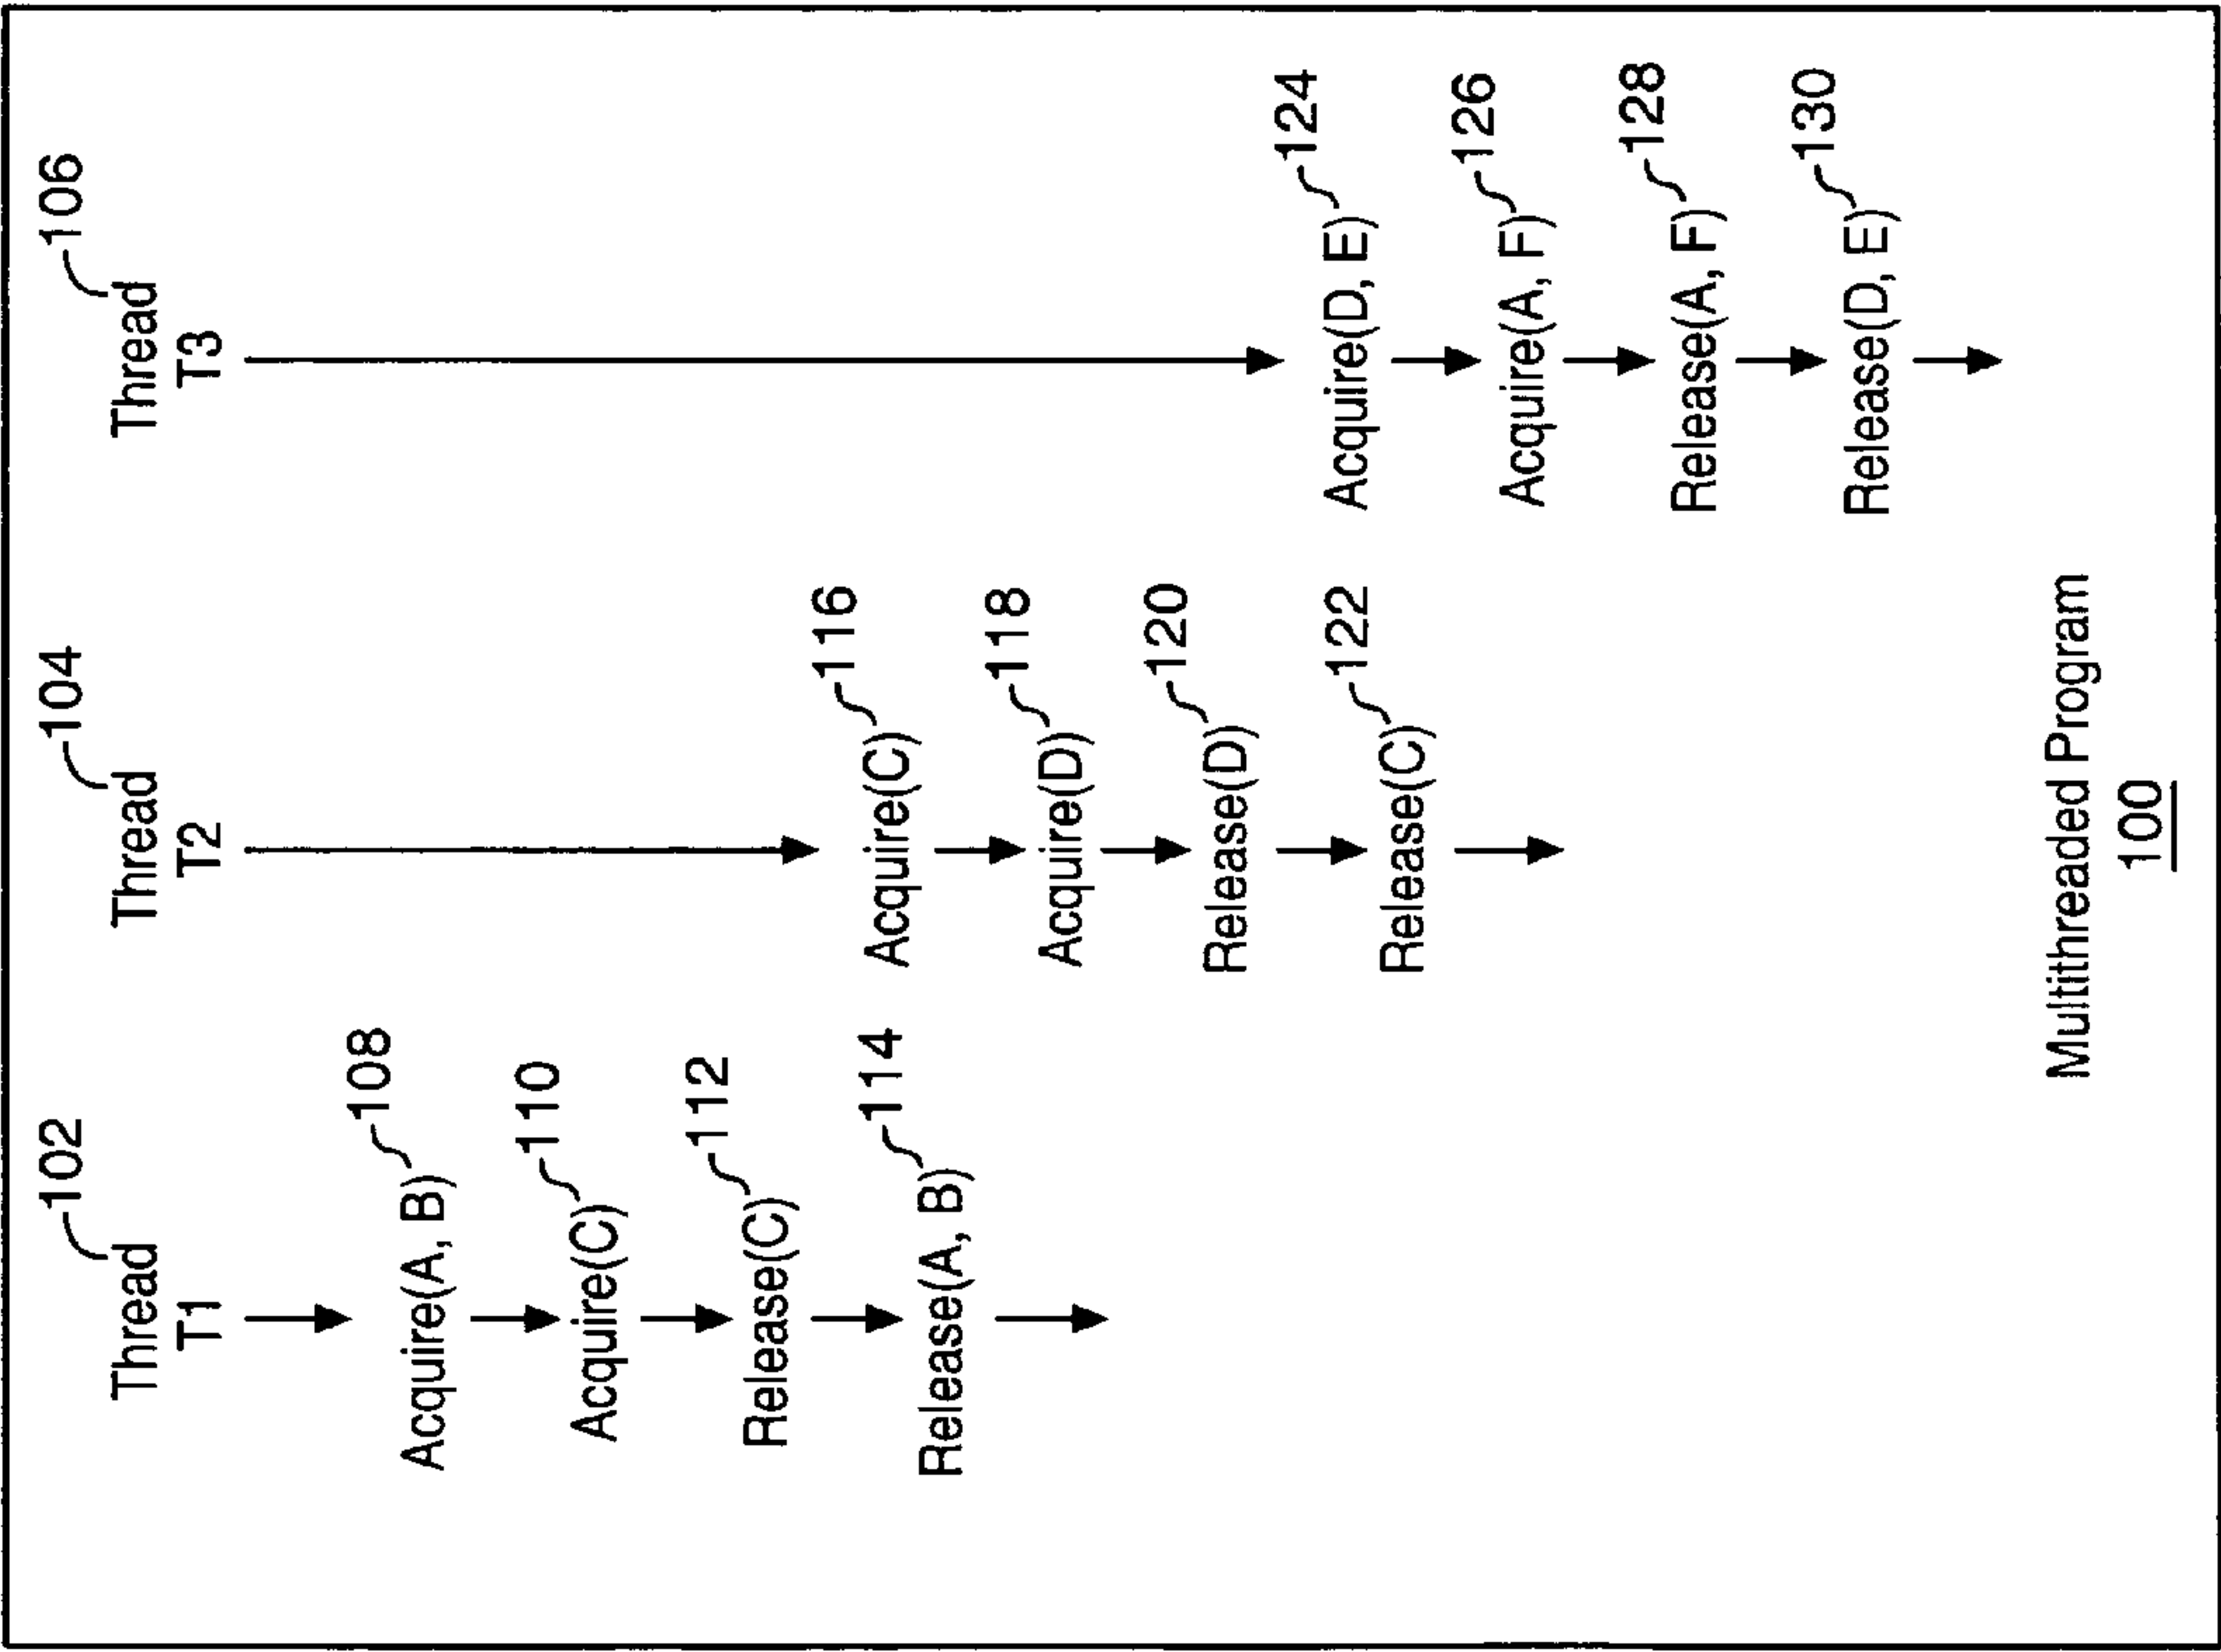 102
Thread
T1
Acquire(A, B) 108
Acquire(C) 110
Release(C) 112
Release(A, B) 114
104
Thread
T2
Acquire(C) 116
Acquire(D) 118
Release(D) 120
Release(C) 122
106
Thread
T3
Acquire(D, E) 124
Acquire(A, F) 126
Release(A, F) 128
Release(D, E) 130
Multithreaded Program
100